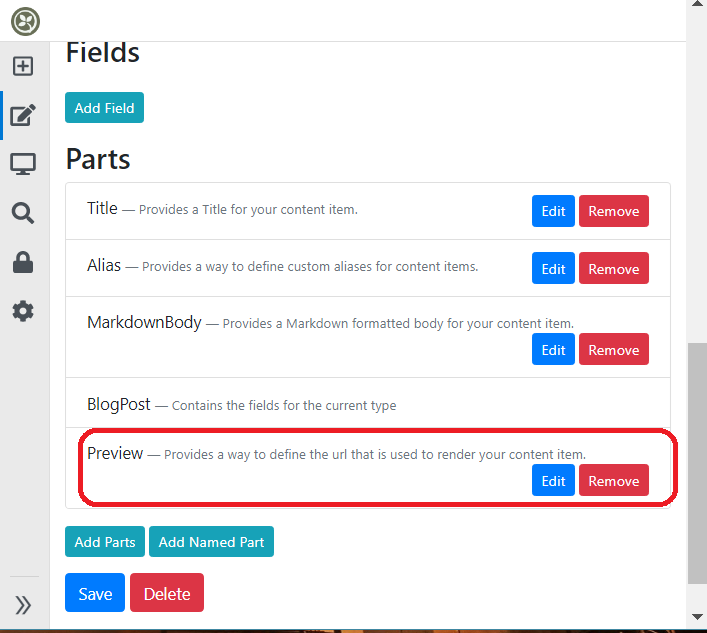 Fields
Add Field
Parts
Title — Provides a Title for your content item.
Edit Remove
Alias — Provides a way to define custom aliases for content items.
Edit Remove
MarkdownBody — Provides a Markdown formatted body for your content item.
Edit Remove
BlogPost — Contains the fields for the current type
Preview — Provides a way to define the url that is used to render your content item.
Edit Remove
Add Parts Add Named Part
Save Delete